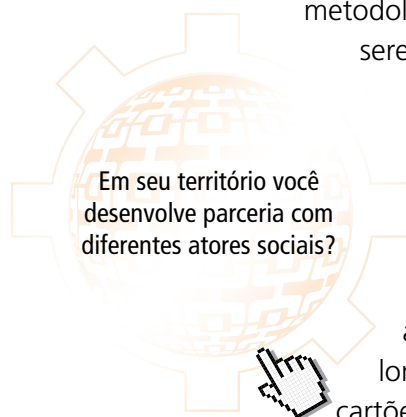 metodol
sere
Em seu território você
desenvolve parceria com
diferentes atores sociais?
a
lon
cartõe